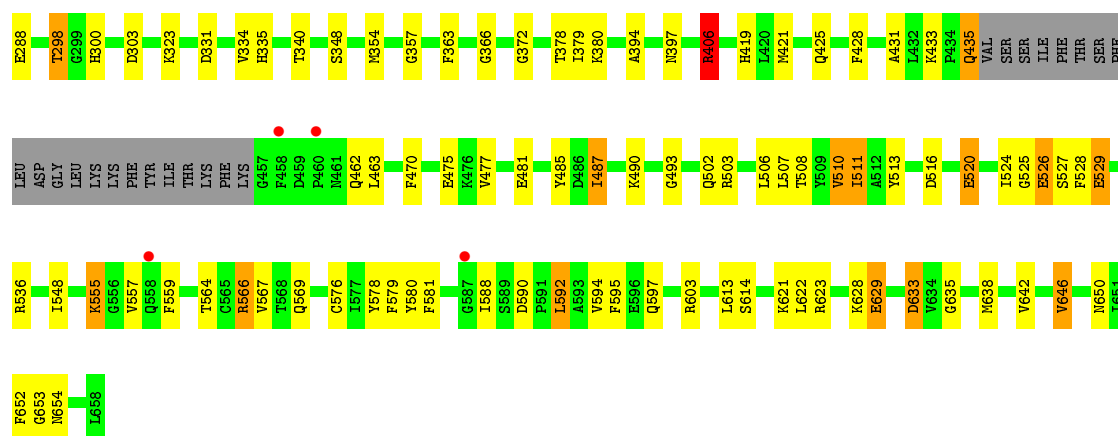 E288 T298 G299 H300 D303 K323 D331 V334 H335 T340 S348 M354 G357 F363 G366 G372 T378 I379 K380 A394 N397 R406 H419 L420 M421 Q425 F428 A431 L432 K433 P434 Q435 VAL SER SER ILE PHE THR SER PHE
LEU ASP GLY LEU LYS LYS PHE TYR ILE THR LYS PHE LYS G457 F458 D459 P460 N461 Q462 L463 F470 E475 K476 V477 E481 Y485 D486 I487 K490 G493 Q502 R503 L506 L507 T508 Y509 V510 I511 A512 Y513 D516 E520 I524 G525 E526 S527 F528 E529
R536 I548 K555 G556 V557 Q558 F559 T564 C565 R566 V567 T568 Q569 C576 I577 Y578 F579 Y580 F581 G587 I588 S589 D590 P591 L592 A593 V594 F595 E596 Q597 R603 L613 S614 K621 L622 R623 K628 E629 D633 V634 G635 M638 V642 V646 N650 I651
F652 G653 N654 L658